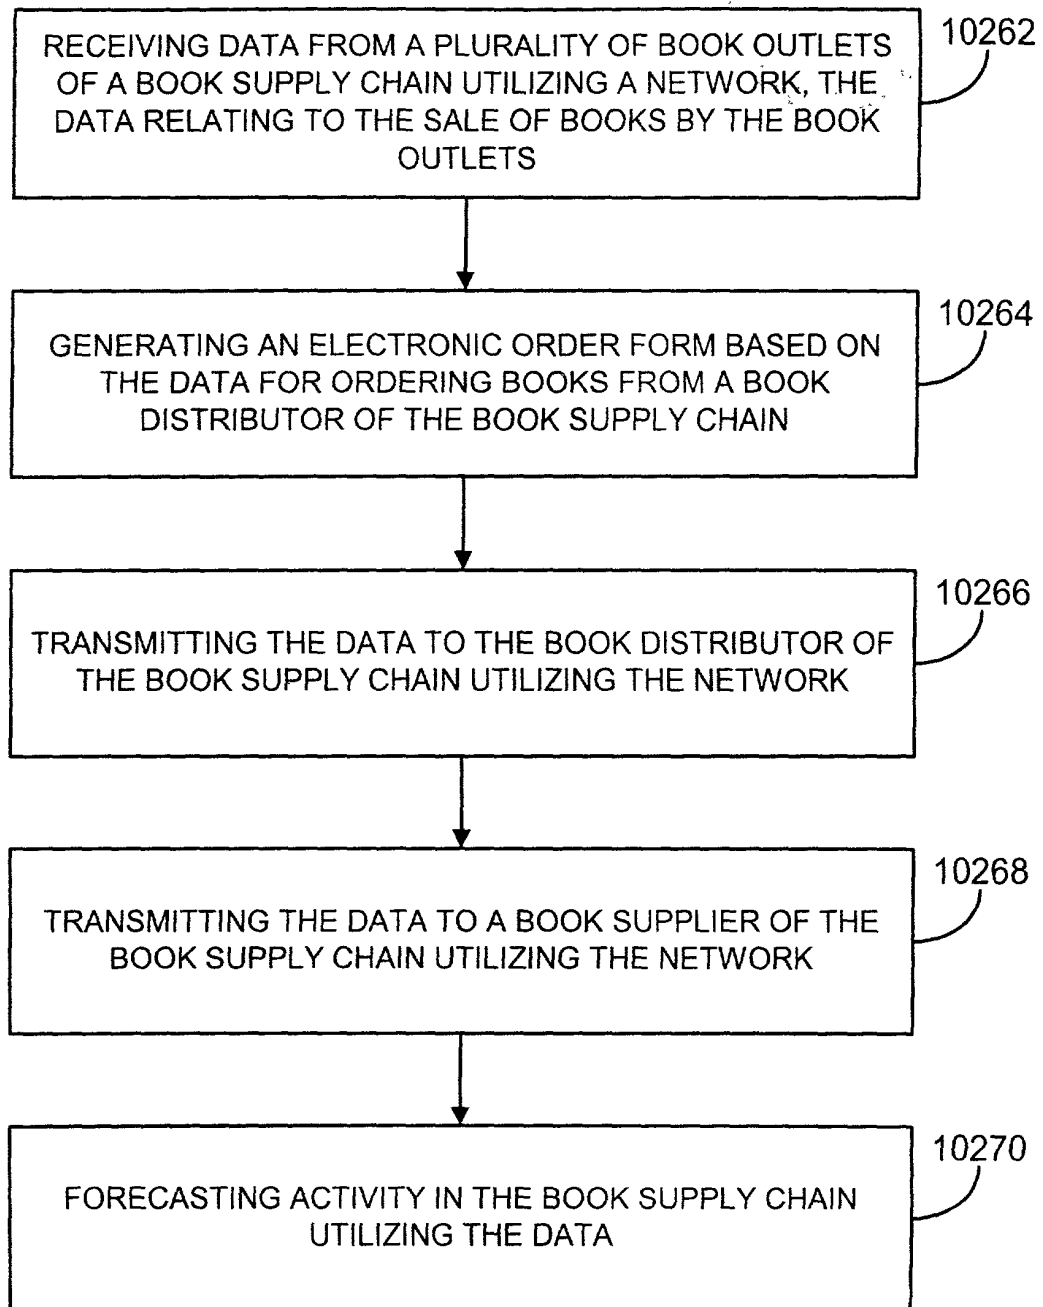 RECEIVING DATA FROM A PLURALITY OF BOOK OUTLETS
OF A BOOK SUPPLY CHAIN UTILIZING A NETWORK, THE
DATA RELATING TO THE SALE OF BOOKS BY THE BOOK
OUTLETS
10262
GENERATING AN ELECTRONIC ORDER FORM BASED ON
THE DATA FOR ORDERING BOOKS FROM A BOOK
DISTRIBUTOR OF THE BOOK SUPPLY CHAIN
10264
TRANSMITTING THE DATA TO THE BOOK DISTRIBUTOR OF
THE BOOK SUPPLY CHAIN UTILIZING THE NETWORK
10266
TRANSMITTING THE DATA TO A BOOK SUPPLIER OF THE
BOOK SUPPLY CHAIN UTILIZING THE NETWORK
10268
FORECASTING ACTIVITY IN THE BOOK SUPPLY CHAIN
UTILIZING THE DATA
10270